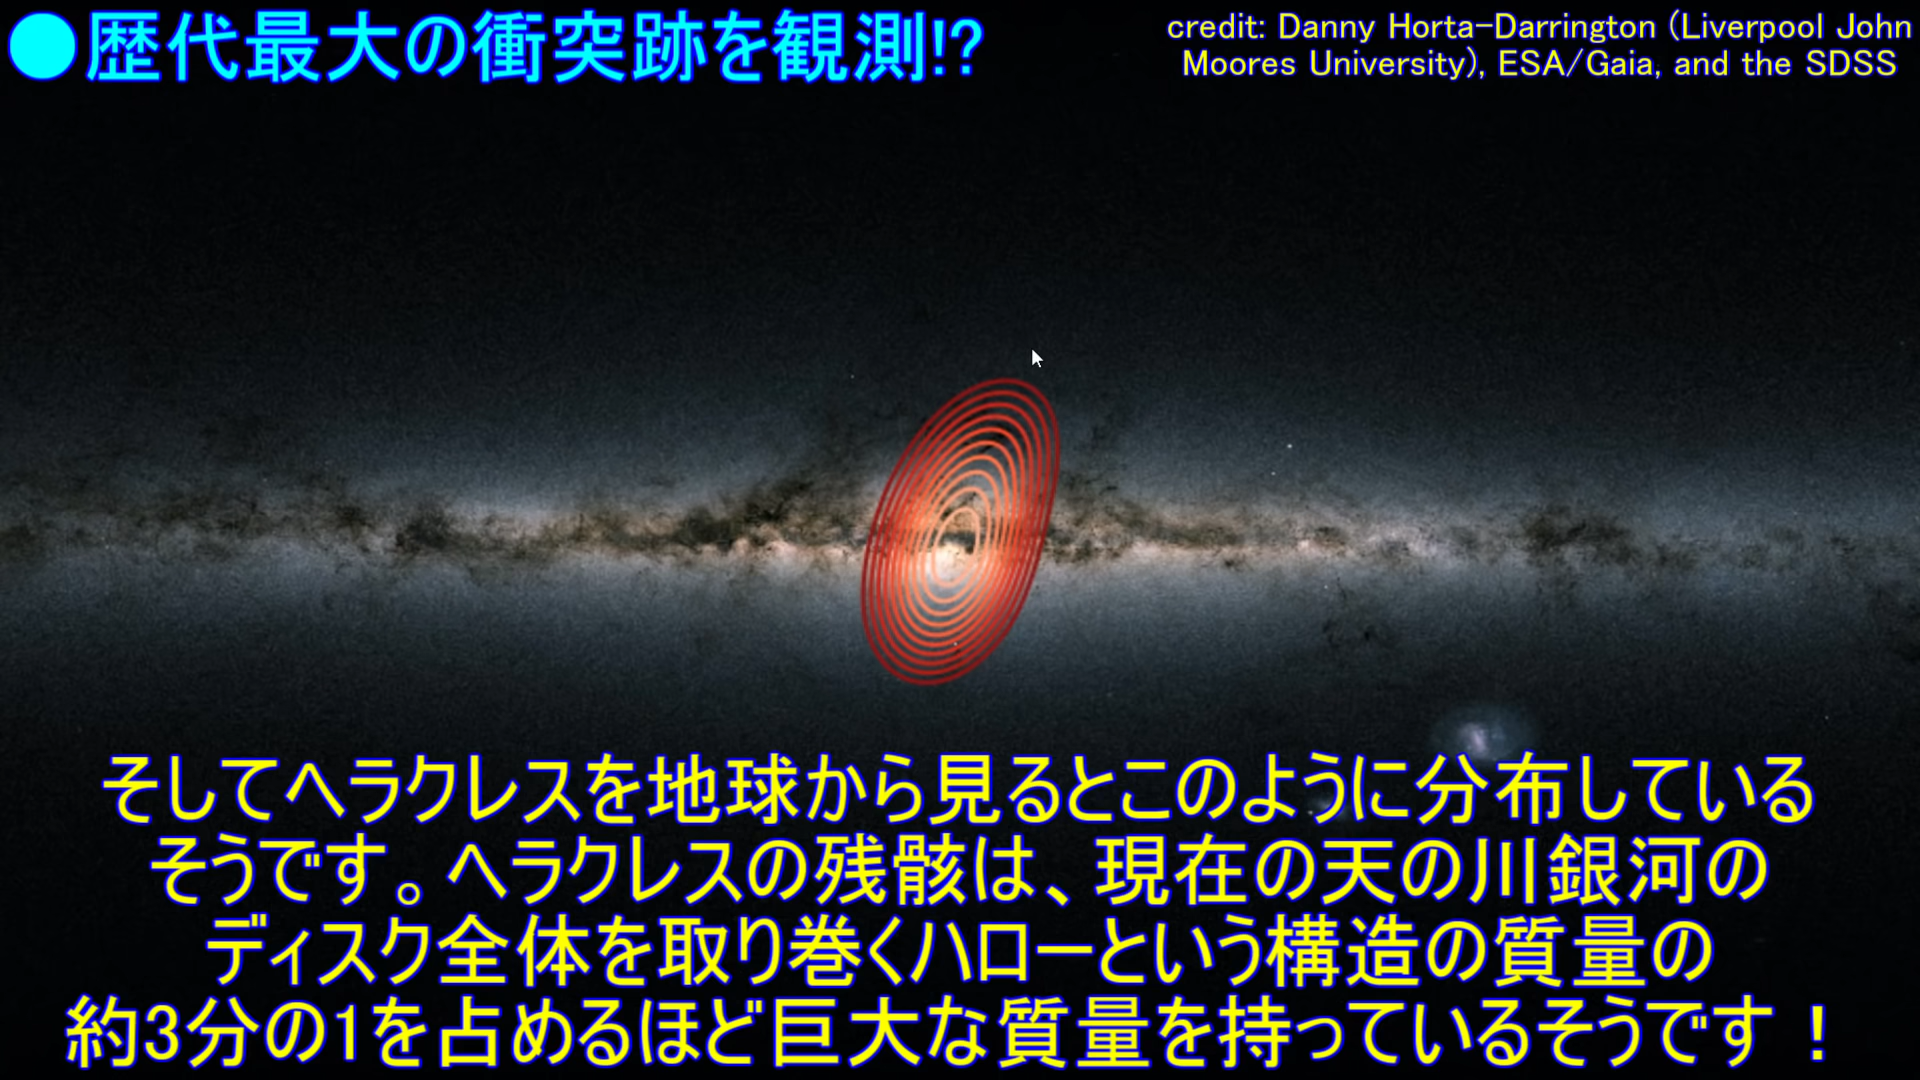 ●歴代最大の衝突跡を観測!?
credit: Danny Horta-Darrington (Liverpool John
Moores University), ESA/Gaia, and the SDSS
そしてヘラクレスを地球から見るとこのように分布している
そうです。ヘラクレスの残骸は、現在の天の川銀河の
ディスク全体を取り巻くハローという構造の質量の
約3分の1を占めるほど巨大な質量を持っているそうです！